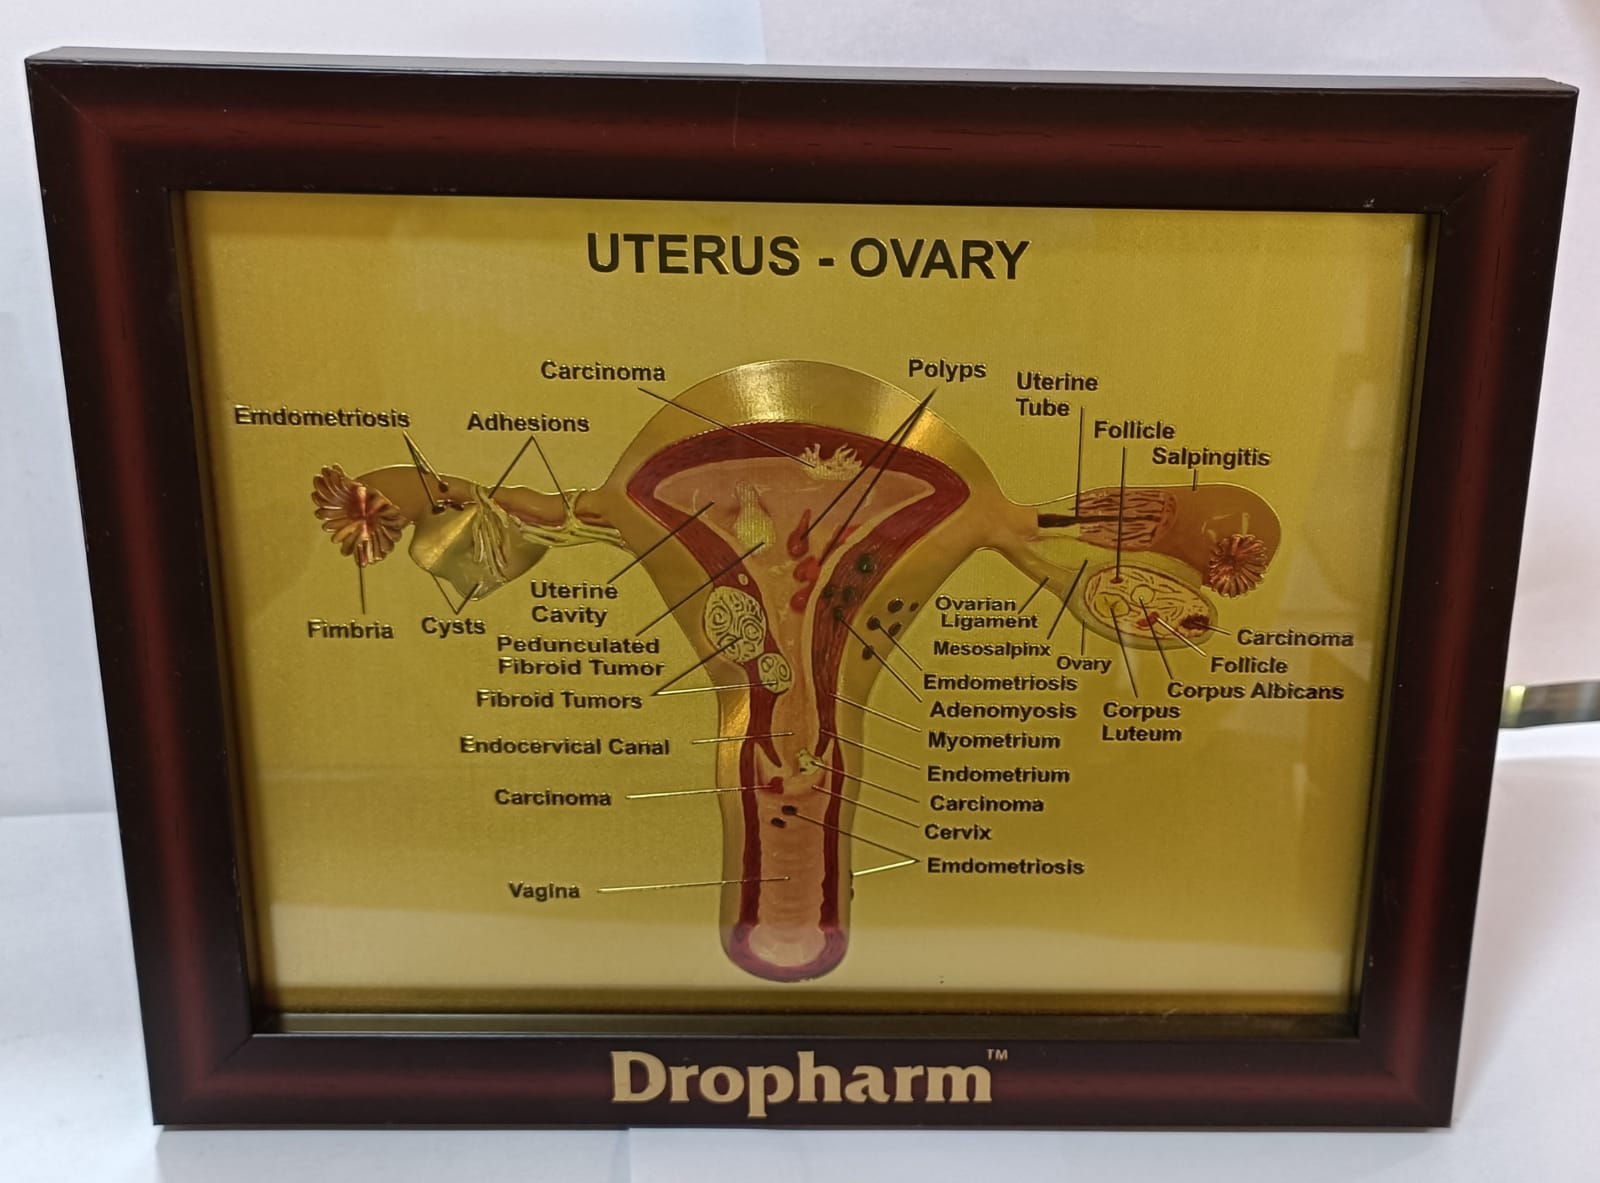 UTERUS - OVARY
Carcinoma
Polyps
Uterine
Tube
Emdometriosis
Adhesions
Follicle
Salpingitis
Uterine
Cavity
Fimbria
Cysts
Pedunculated
Fibroid Tumor
Fibroid Tumors
Endocervical Canal
Carcinoma
Vagina
Ovarian
Ligament
Mesosalpinx
Ovary
Carcinoma
Follicle
Corpus Albicans
Corpus
Luteum
Emdometriosis
Adenomyosis
Myometrium
Endometrium
Carcinoma
Cervix
Emdometriosis
Dropharm™